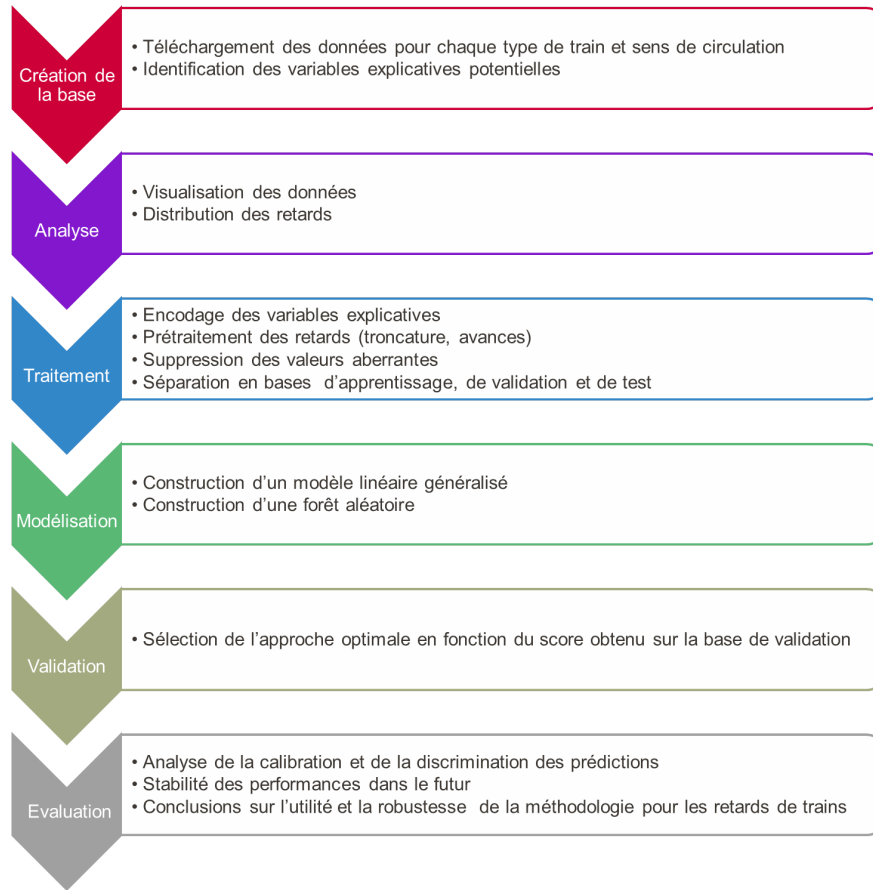 Création de
la base
• Téléchargement des données pour chaque type de train et sens de circulation
• Identification des variables explicatives potentielles
Analyse
• Visualisation des données
• Distribution des retards
Traitement
• Encodage des variables explicatives
• Prétraitement des retards (troncature, avances)
• Suppression des valeurs aberrantes
• Séparation en bases d’apprentissage, de validation et de test
Modélisation
• Construction d’un modèle linéaire généralisé
• Construction d’une forêt aléatoire
Validation
• Sélection de l’approche optimale en fonction du score obtenu sur la base de validation
Evaluation
• Analyse de la calibration et de la discrimination des prédictions
• Stabilité des performances dans le futur
• Conclusions sur l’utilité et la robustesse de la méthodologie pour les retards de trains